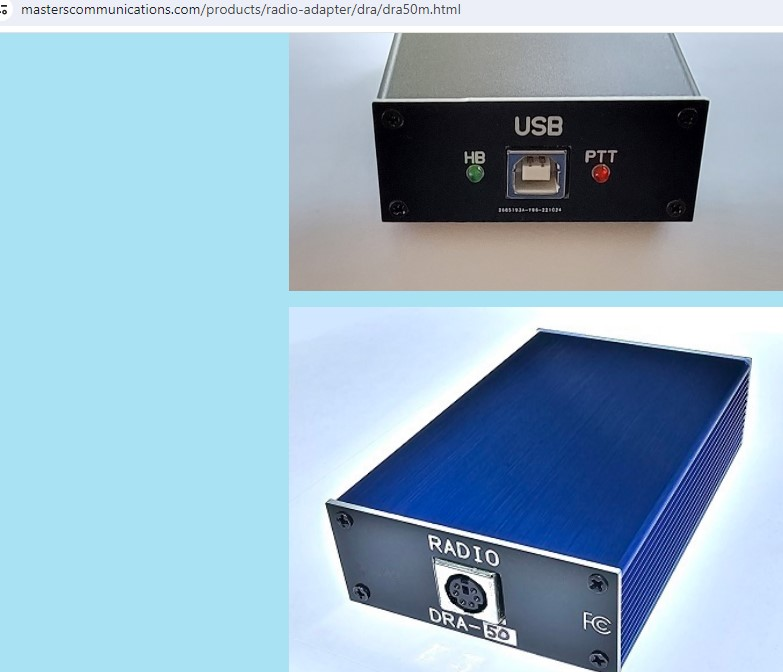 masterscommunications.com/products/radio-adapter/dra/dra50m.html
USB
HB
PTT
RADIO
DRA-50
FC